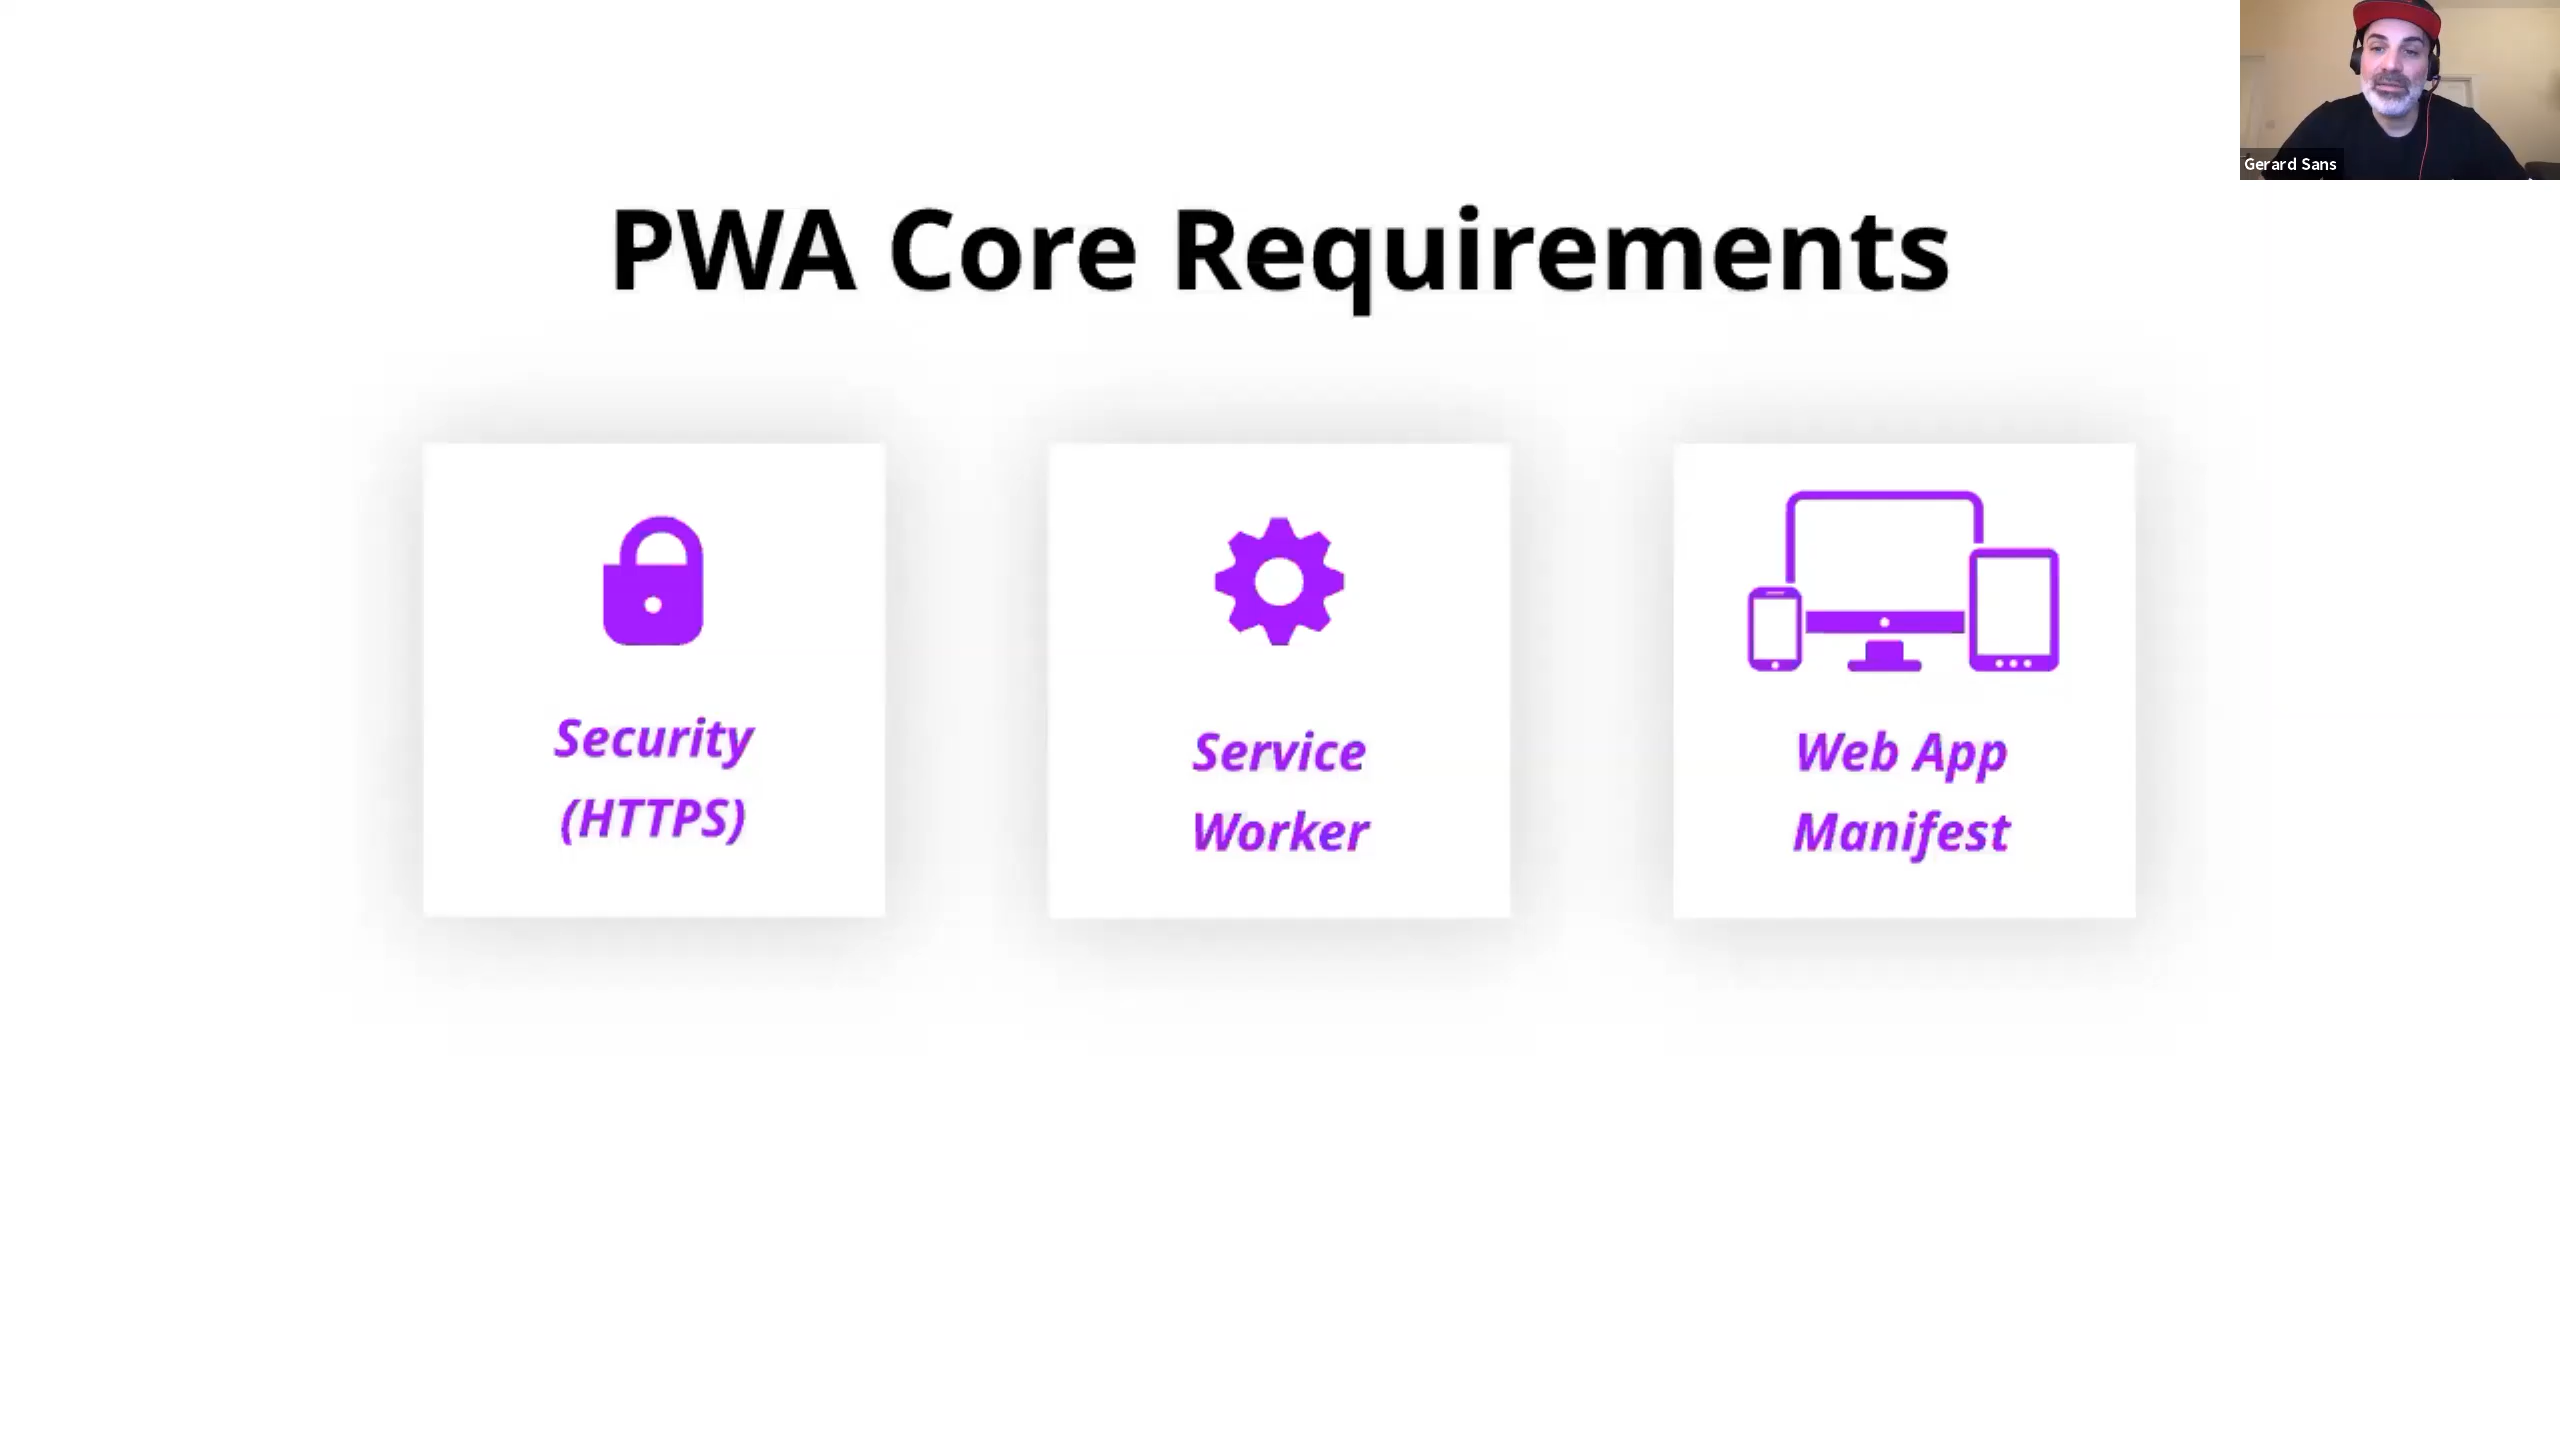 Gerard Sans
PWA Core Requirements
Security
(HTTPS)
Service
Worker
Web App
Manifest